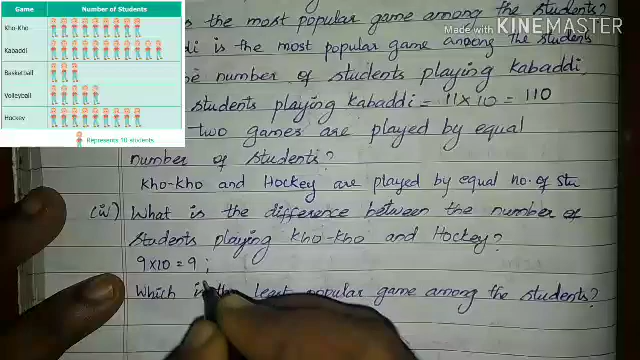 Game Number of Students
Kho-Kho
Kabaddi
Basketball
Volleyball
Hockey
Represents 10 students.
Made with KINEMASTER
is the most popular game among the students?
di is the most popular game among the students
he number of students playing kabaddi.
students playing kabaddi = 11 × 10 = 110
two games are played by equal
number of students?
Kho-kho and Hockey are played by equal no. of stu
(iv) What is the difference between the number of
students playing kho-kho and Hockey?
9 × 10 = 9 ;
Which is the least popular game among the students?